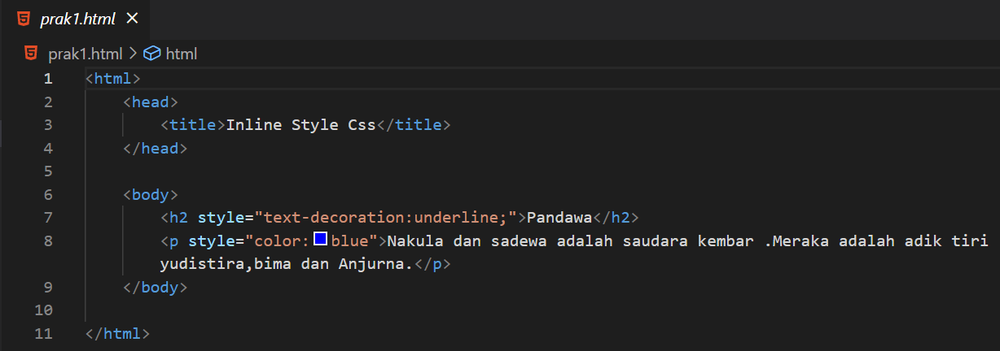 prak1.html
prak1.html > html
1 <html>
2 <head>
3 <title>Inline Style Css</title>
4 </head>
5
6 <body>
7 <h2 style="text-decoration:underline;">Pandawa</h2>
8 <p style="color:blue">Nakula dan sadewa adalah saudara kembar .Meraka adalah adik tiri
yudistira,bima dan Anjurna.</p>
9 </body>
10
11 </html>